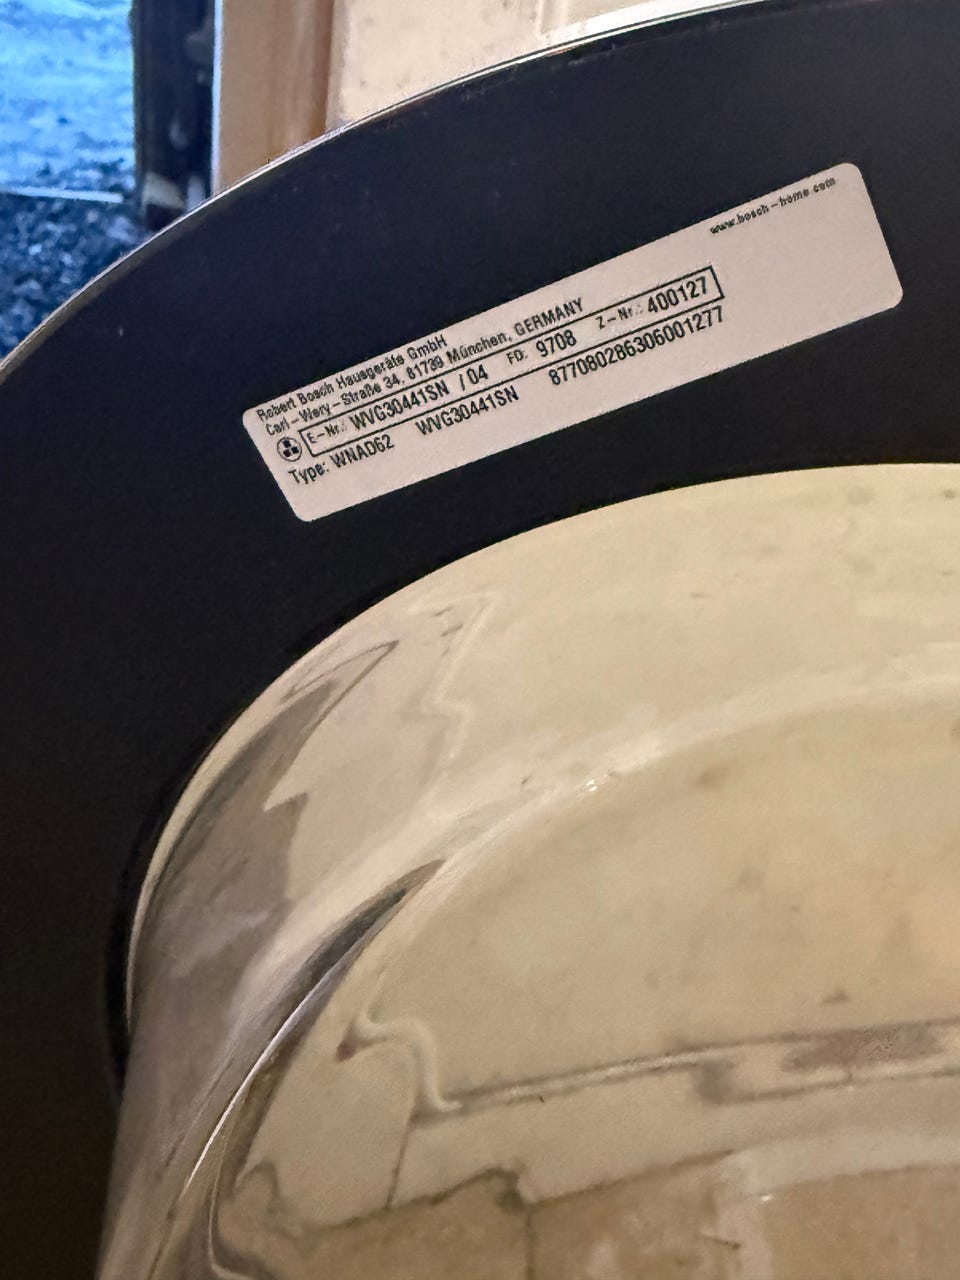 www.bosch-home.com
Robert Bosch Hausgeräte GmbH
Carl-Wery-Straße 34, 81739 München, GERMANY
E-Nr.: WVG30441SN / 04 FD: 9708 Z-Nr.: 400127
Type: WNAD62 WVG30441SN 877080286306001277